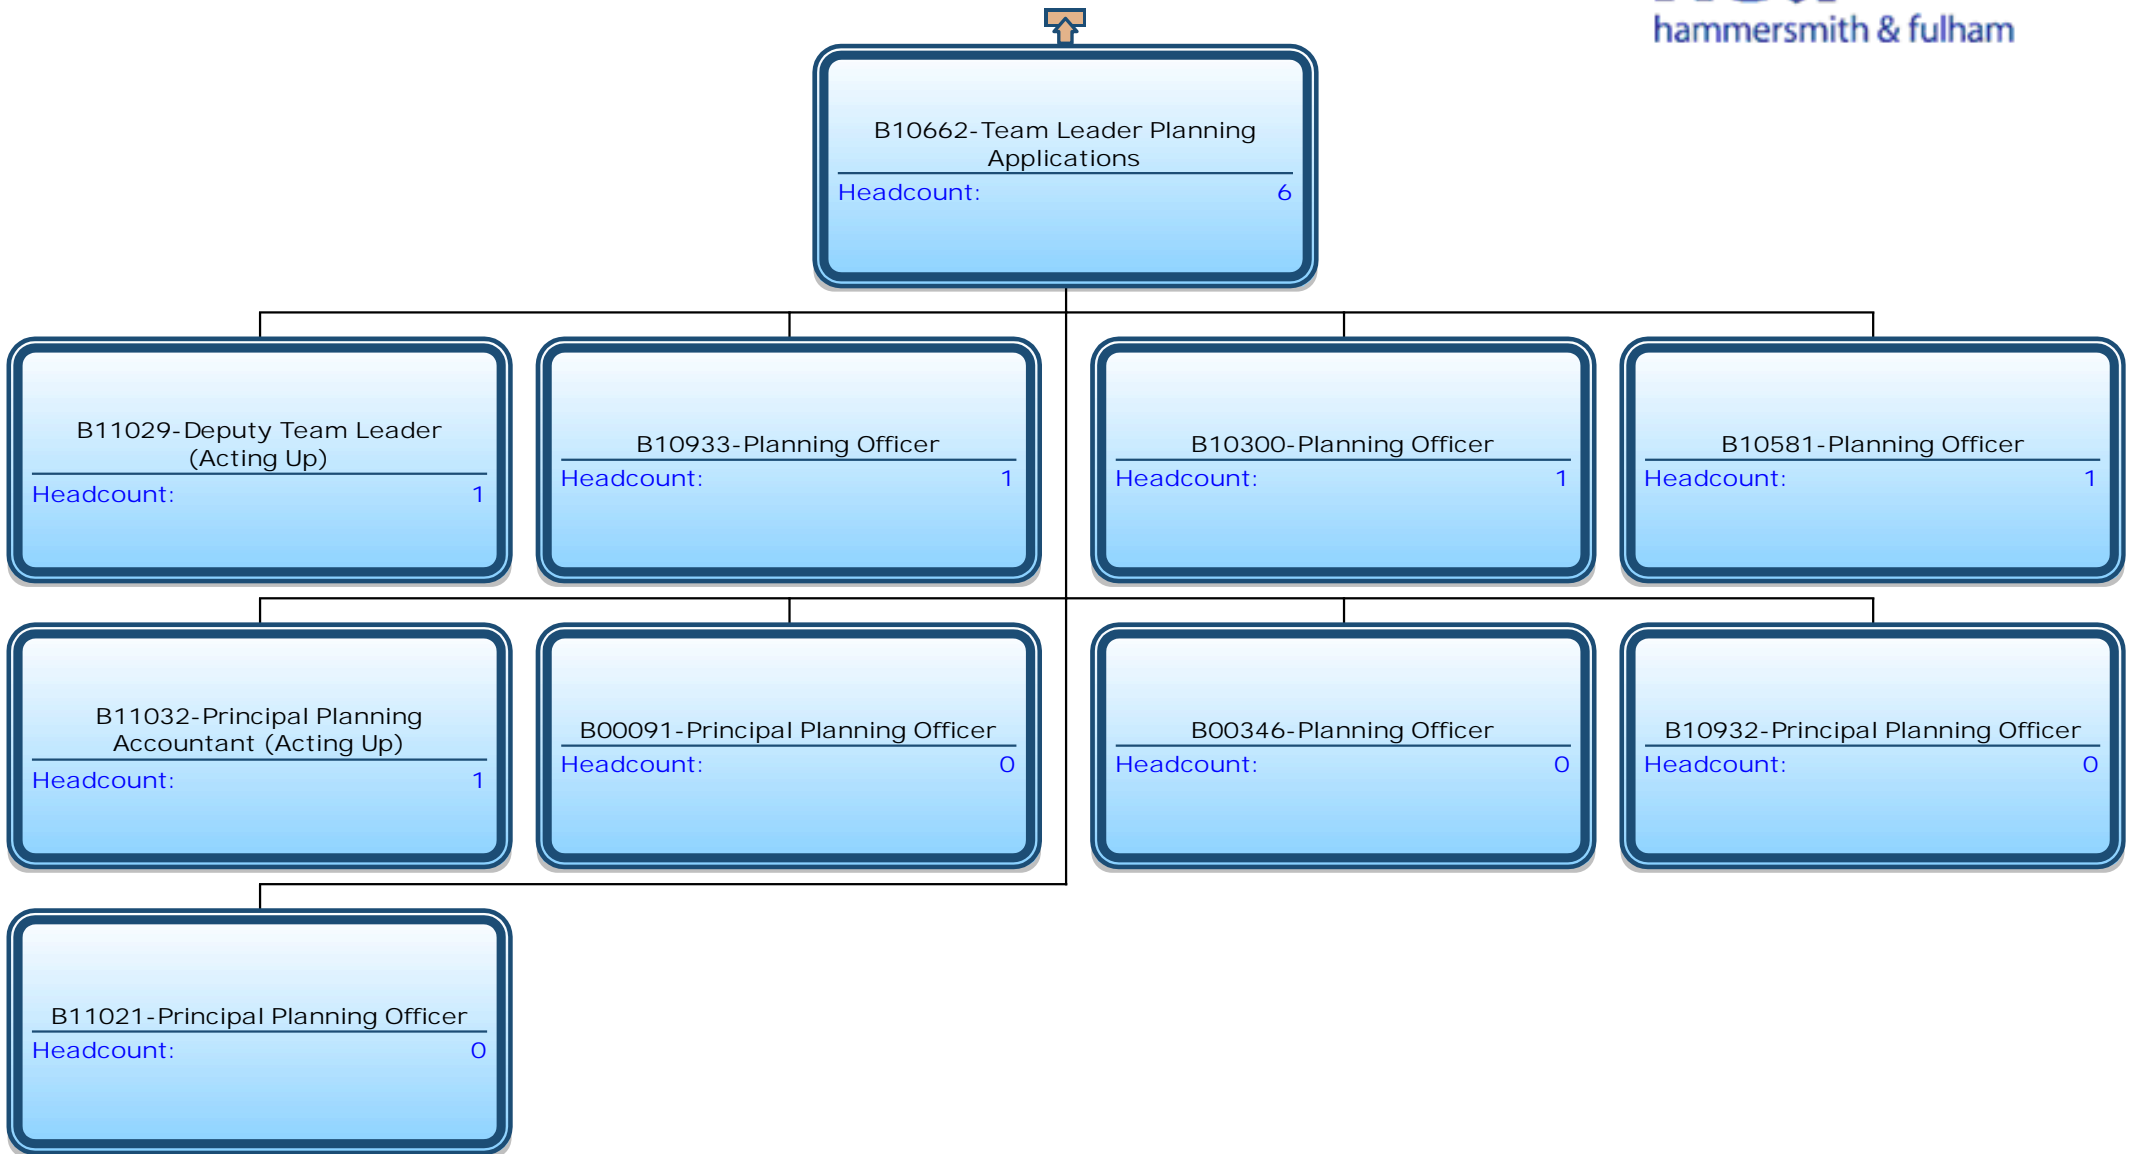 hammersmith & fulham
B10662-Team Leader Planning
Applications
Headcount: 6
B11029-Deputy Team Leader
(Acting Up)
Headcount: 1
B10933-Planning Officer
Headcount: 1
B10300-Planning Officer
Headcount: 1
B10581-Planning Officer
Headcount: 1
B11032-Principal Planning
Accountant (Acting Up)
Headcount: 1
B00091-Principal Planning Officer
Headcount: 0
B00346-Planning Officer
Headcount: 0
B10932-Principal Planning Officer
Headcount: 0
B11021-Principal Planning Officer
Headcount: 0